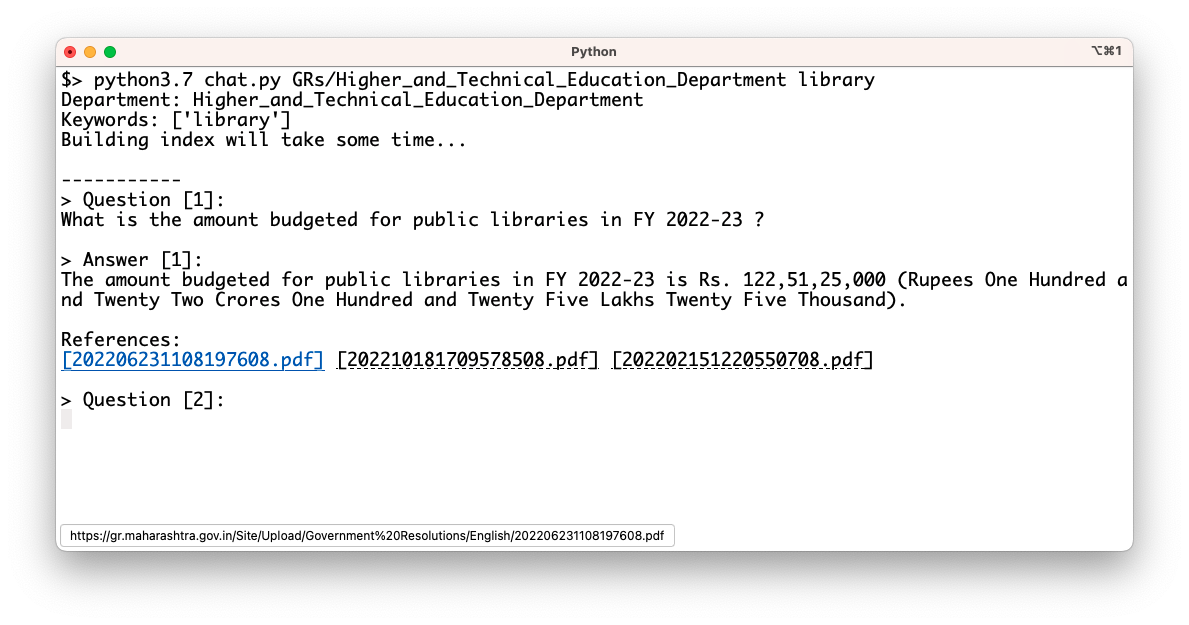 Python
⌥⌘1
$> python3.7 chat.py GRs/Higher_and_Technical_Education_Department library
Department: Higher_and_Technical_Education_Department
Keywords: ['library']
Building index will take some time...
-----------
> Question [1]:
What is the amount budgeted for public libraries in FY 2022-23 ?
> Answer [1]:
The amount budgeted for public libraries in FY 2022-23 is Rs. 122,51,25,000 (Rupees One Hundred a
nd Twenty Two Crores One Hundred and Twenty Five Lakhs Twenty Five Thousand).
References:
[202206231108197608.pdf] [202210181709578508.pdf] [202202151220550708.pdf]
> Question [2]:
https://gr.maharashtra.gov.in/Site/Upload/Government%20Resolutions/English/202206231108197608.pdf